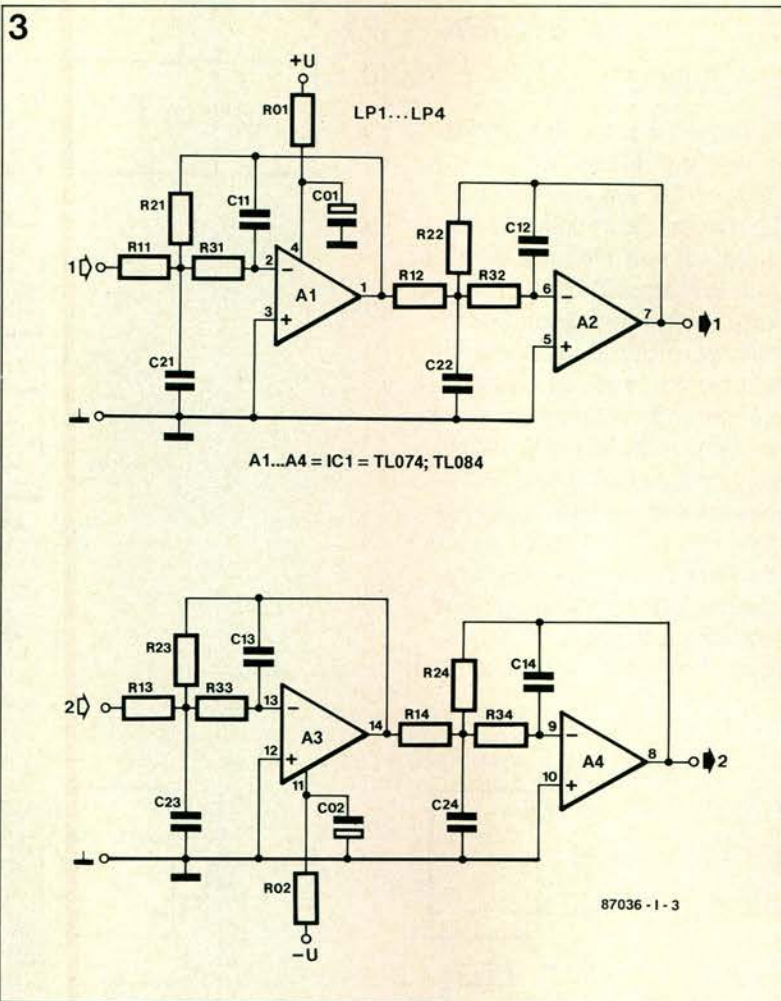 3
+U
R01
LP1...LP4
R21
C11
C01
R22
C12
4
1
R11
R31
2
–
A1
1
R12
R32
6
–
A2
7
1
3
+
5
+
C21
C22
A1...A4 = IC1 = TL074; TL084
R23
C13
R24
C14
2
R13
R33
13
–
A3
14
R14
R34
9
–
A4
8
2
12
+
11
10
+
C23
C02
C24
R02
–U
87036 - I - 3